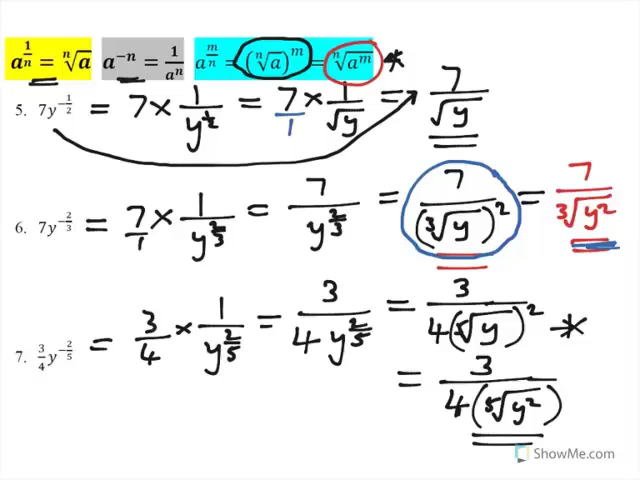 a^{1/n} = ⁿ√a   a^{-n} = 1/aⁿ   a^{m/n} = (ⁿ√a)^m = ⁿ√a^m *
5. 7y^{-1/2} = 7 × 1/y^{1/2} = 7/1 × 1/√y = 7/√y
6. 7y^{-2/3} = 7/1 × 1/y^{2/3} = 7/y^{2/3} = 7/(³√y)² = 7/³√y²
7. 3/4 y^{-2/5} = 3/4 × 1/y^{2/5} = 3/4y^{2/5} = 3/4(⁵√y)² *
= 3/4(⁵√y²)
ShowMe.com